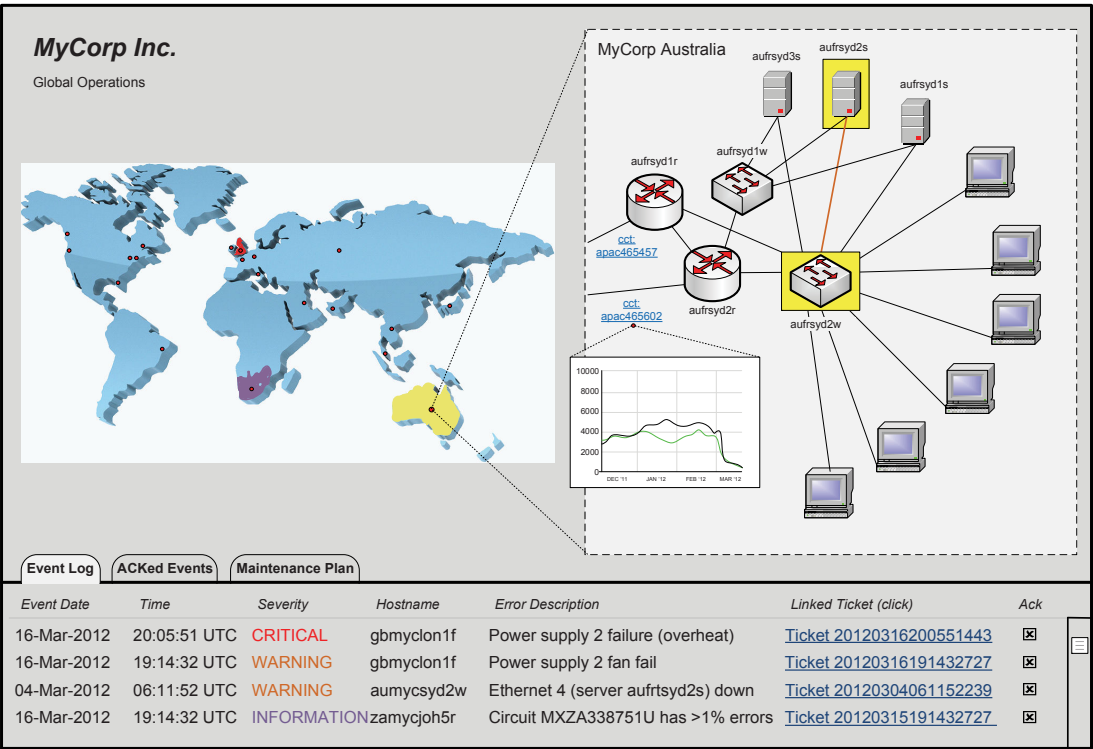 MyCorp Inc.
Global Operations
MyCorp Australia
aufrsyd3s
aufrsyd2s
aufrsyd1s
aufrsyd1r
aufrsyd1w
cct:
apac465457
cct:
apac465602
aufrsyd2r
aufrsyd2w
10000
8000
6000
4000
2000
0
DEC '11 JAN '12 FEB '12 MAR '12
Event Log ACKed Events Maintenance Plan
Event Date Time Severity Hostname Error Description Linked Ticket (click) Ack
16-Mar-2012 20:05:51 UTC CRITICAL gbmyclon1f Power supply 2 failure (overheat) Ticket 20120316200551443
16-Mar-2012 19:14:32 UTC WARNING gbmyclon1f Power supply 2 fan fail Ticket 20120316191432727
04-Mar-2012 06:11:52 UTC WARNING aumycsyd2w Ethernet 4 (server aufrtsyd2s) down Ticket 20120304061152239
16-Mar-2012 19:14:32 UTC INFORMATION zamycjoh5r Circuit MXZA338751U has >1% errors Ticket 20120315191432727